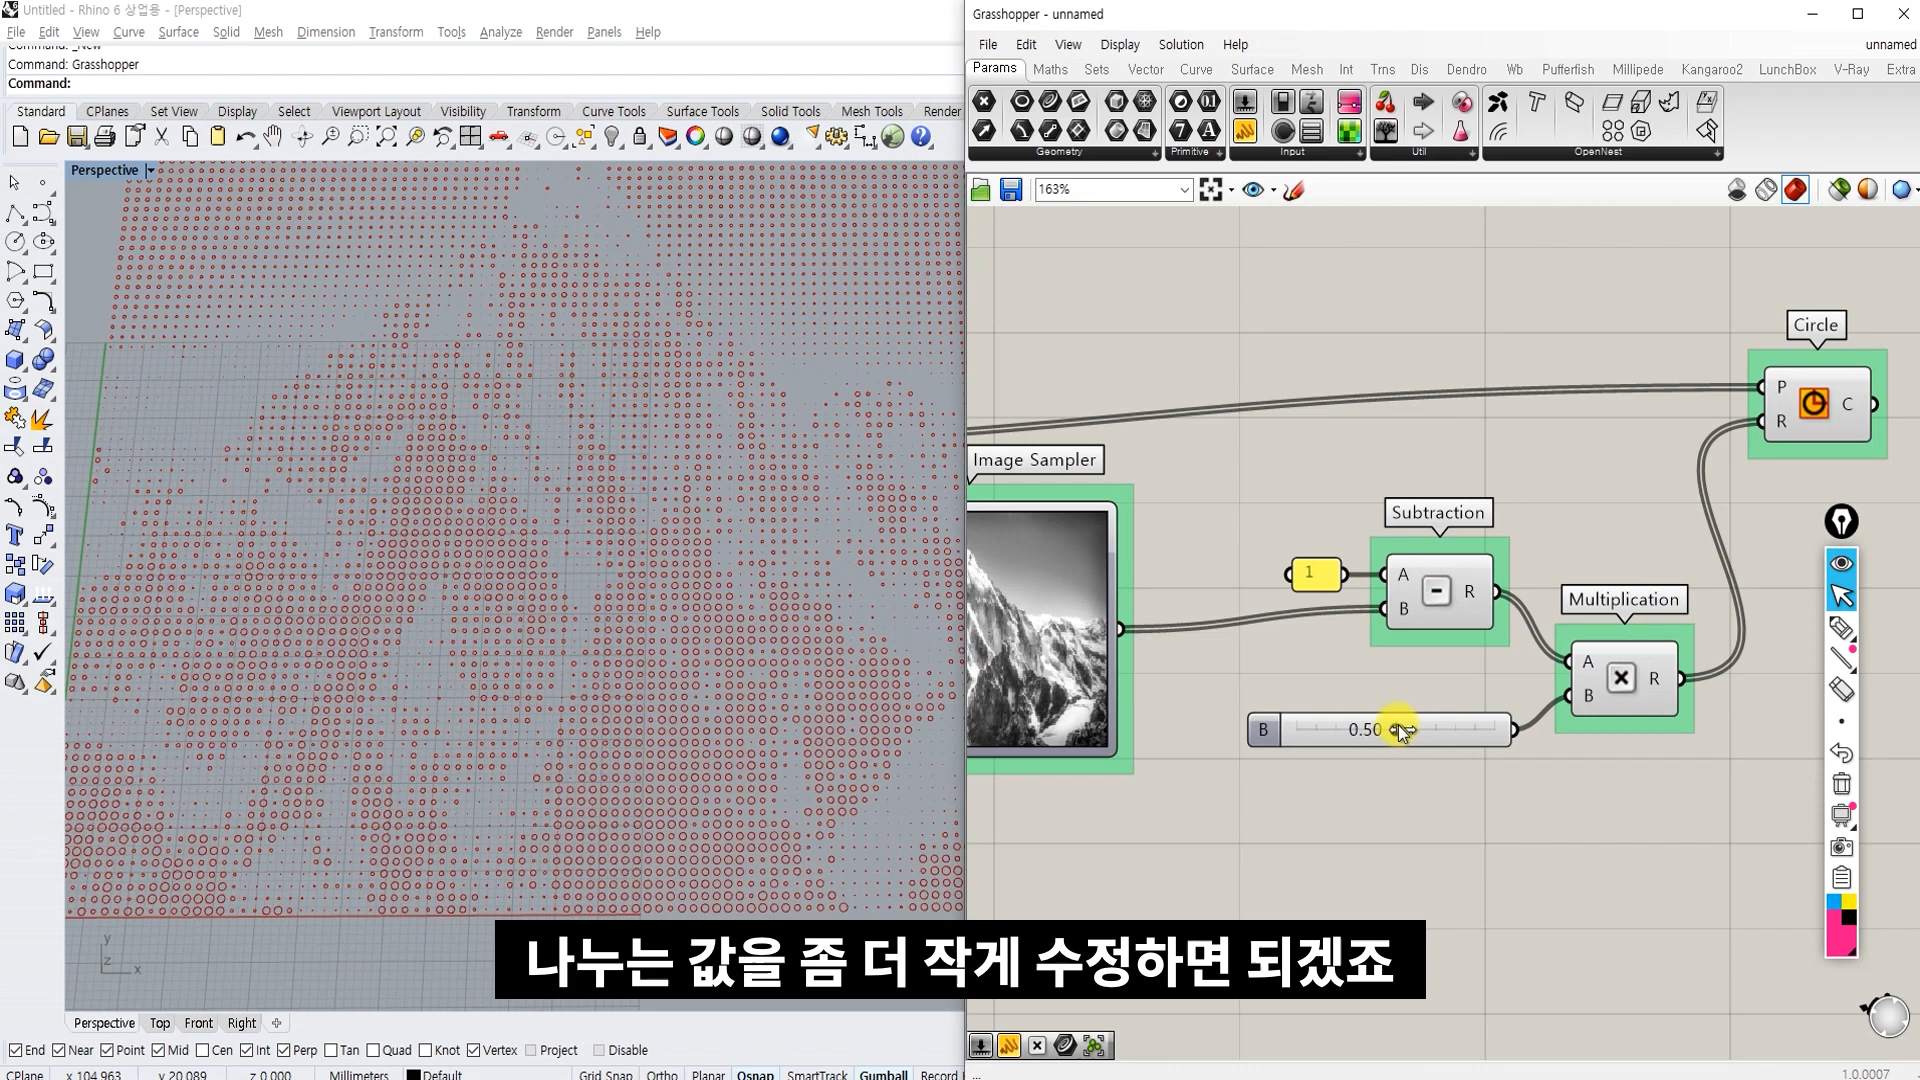 Untitled - Rhino 6 상업용 - [Perspective]
File Edit View Curve Surface Solid Mesh Dimension Transform Tools Analyze Render Panels Help
Command: _New
Command: Grasshopper
Command:
Standard CPlanes Set View Display Select Viewport Layout Visibility Transform Curve Tools Surface Tools Solid Tools Mesh Tools Render
Perspective
y
z
x
Perspective Top Front Right
End Near Point Mid Cen Int Perp Tan Quad Knot Vertex Project Disable
CPlane x 104.963 y 20.089 z 0.000 Millimeters Default Grid Snap Ortho Planar Osnap SmartTrack Gumball Record
Grasshopper - unnamed
File Edit View Display Solution Help unnamed
Params Maths Sets Vector Curve Surface Mesh Int Trns Dis Dendro Wb Pufferfish Millipede Kangaroo2 LunchBox V-Ray Extra
Geometry Primitive Input Util OpenNest
163%
Circle
P
C
R
Image Sampler
Subtraction
1
A
R
B
Multiplication
A
R
B
B 0.50
나누는 값을 좀 더 작게 수정하면 되겠죠
...
1.0.0007